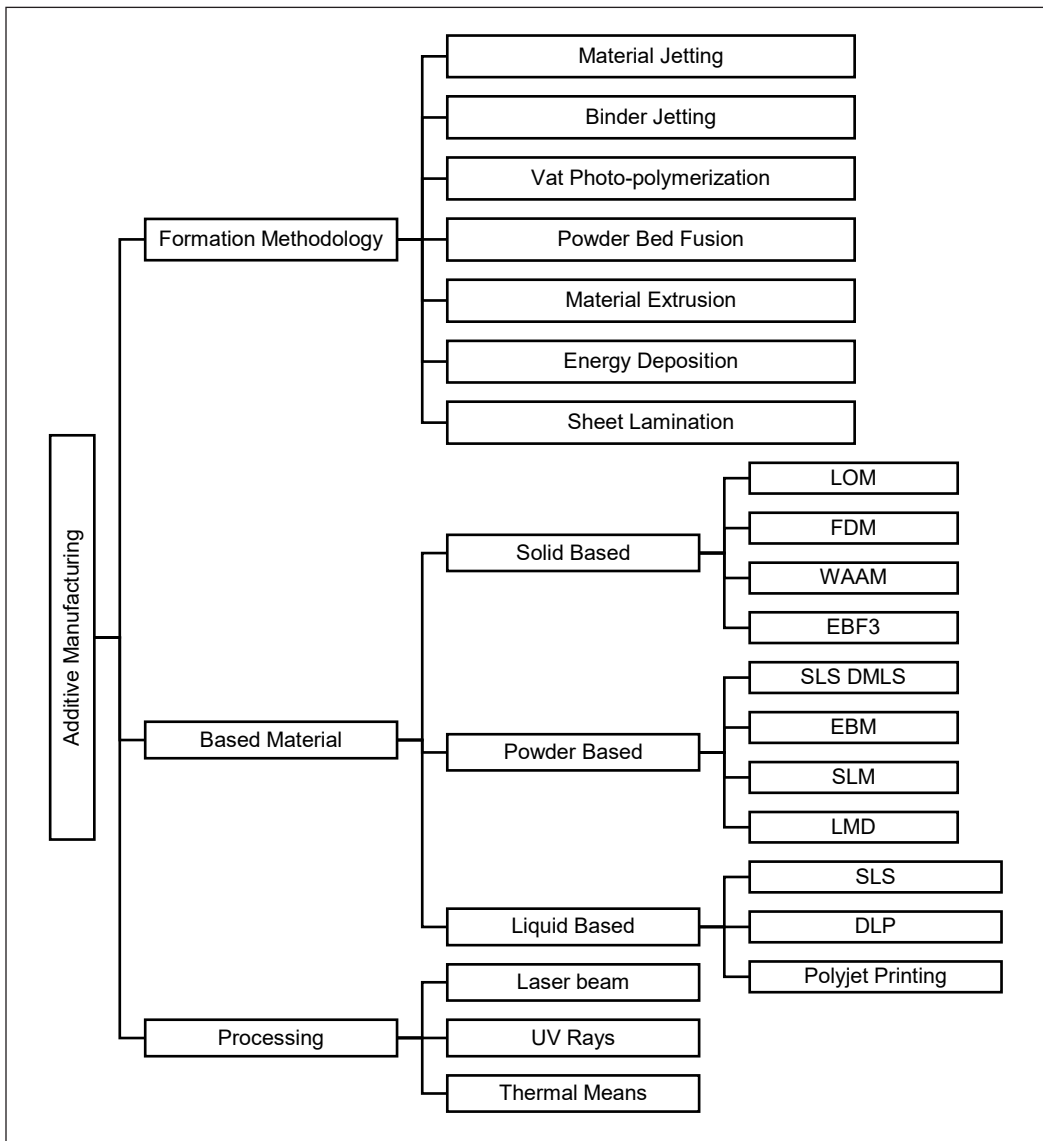 Additive Manufacturing
Formation Methodology
Material Jetting
Binder Jetting
Vat Photo-polymerization
Powder Bed Fusion
Material Extrusion
Energy Deposition
Sheet Lamination
Based Material
Solid Based
LOM
FDM
WAAM
EBF3
Powder Based
SLS DMLS
EBM
SLM
LMD
Liquid Based
SLS
DLP
Polyjet Printing
Processing
Laser beam
UV Rays
Thermal Means